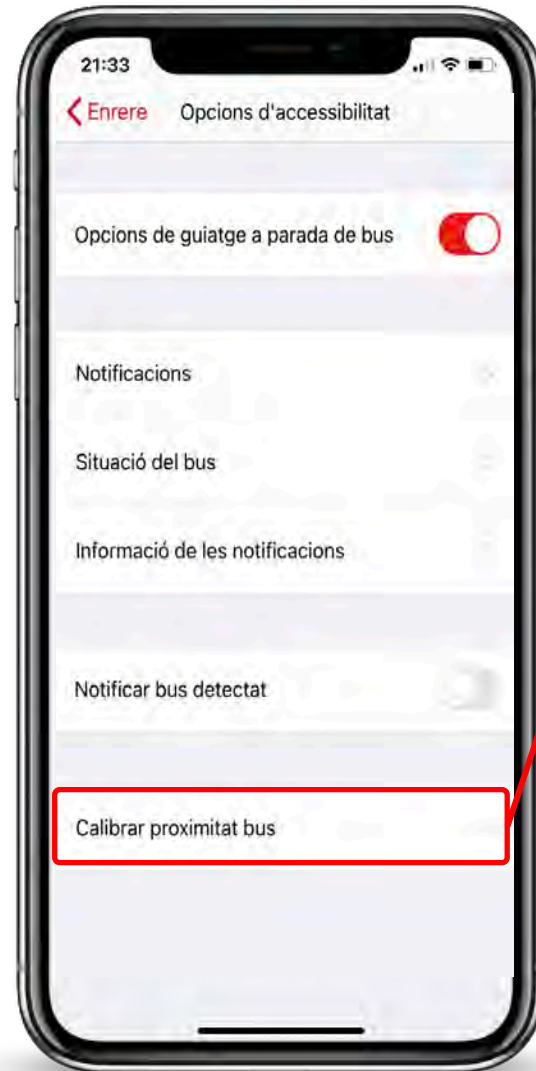 21:33
Enrere Opcions d'accessibilitat
Opcions de guiatge a parada de bus
Notificacions
Situació del bus
Informació de les notificacions
Notificar bus detectat
Calibrar proximitat bus